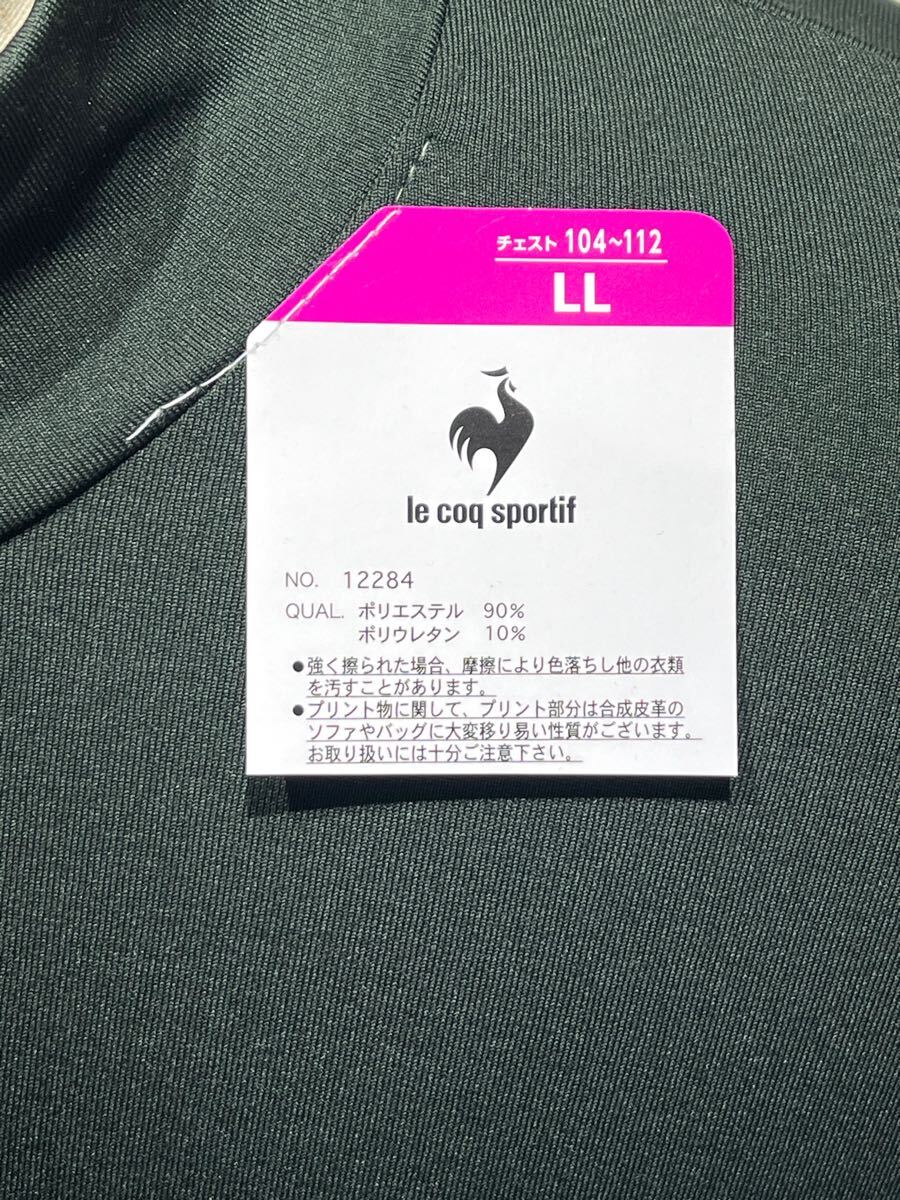 チェスト 104~112
LL
le coq sportif
NO. 12284
QUAL. ポリエステル 90%
ポリウレタン 10%
●強く擦られた場合、摩擦により色落ちし他の衣類
を汚すことがあります。
●プリント物に関して、プリント部分は合成皮革の
ソファやバッグに大変移り易い性質がございます。
お取り扱いには十分ご注意下さい。